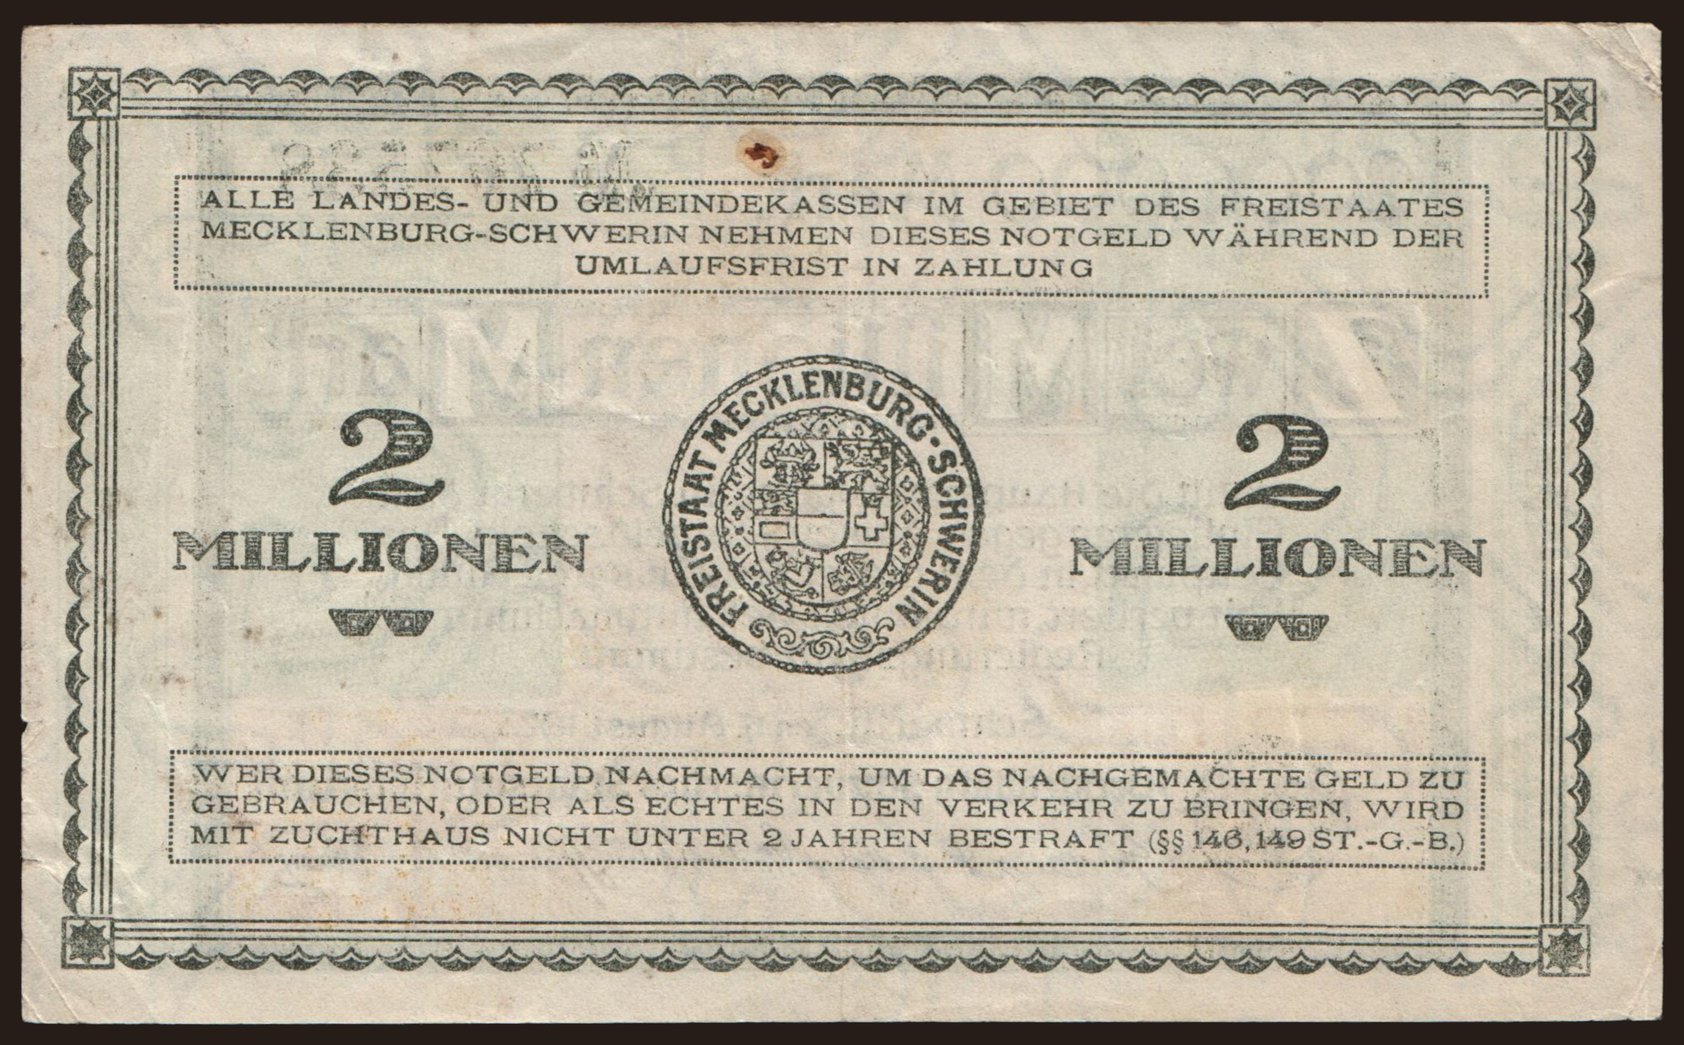 ALLE LANDES- UND GEMEINDEKASSEN IM GEBIET DES FREISTAATES
MECKLENBURG-SCHWERIN NEHMEN DIESES NOTGELD WÄHREND DER
UMLAUFSFRIST IN ZAHLUNG
FREISTAAT MECKLENBURG-SCHWERIN
2
MILLIONEN
2
MILLIONEN
WER DIESES NOTGELD NACHMACHT, UM DAS NACHGEMACHTE GELD ZU
GEBRAUCHEN, ODER ALS ECHTES IN DEN VERKEHR ZU BRINGEN, WIRD
MIT ZUCHTHAUS NICHT UNTER 2 JAHREN BESTRAFT (§§ 146, 149 ST.-G.-B.)